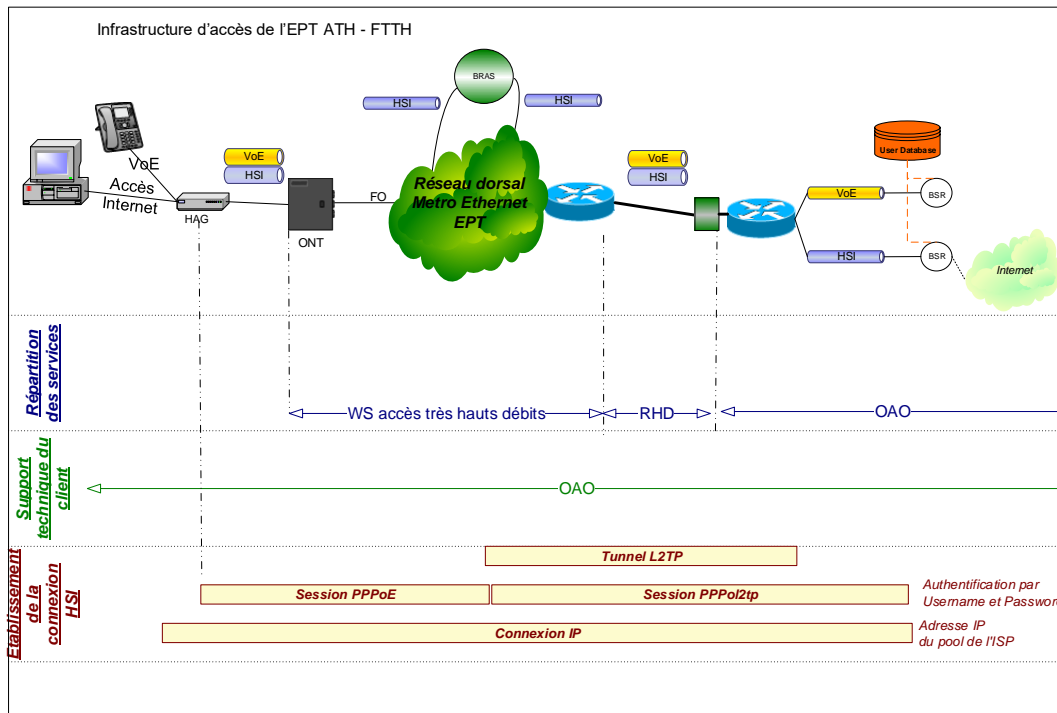 Infrastructure d'accès de l'EPT ATH - FTTH
BRAS
HSI
HSI
VoE
Accès
Internet
HAG
VoE
HSI
ONT
FO
Réseau dorsal
Metro Ethernet
EPT
VoE
HSI
User Database
VoE
BSR
HSI
BSR
Internet
Répartition
des services
WS accès très hauts débits
RHD
OAO
Support
technique du
client
OAO
Etablissement
de la
connexion
HSI
Tunnel L2TP
Session PPPoE
Session PPPol2tp
Authentification par
Username et Password
Connexion IP
Adresse IP
du pool de l'ISP